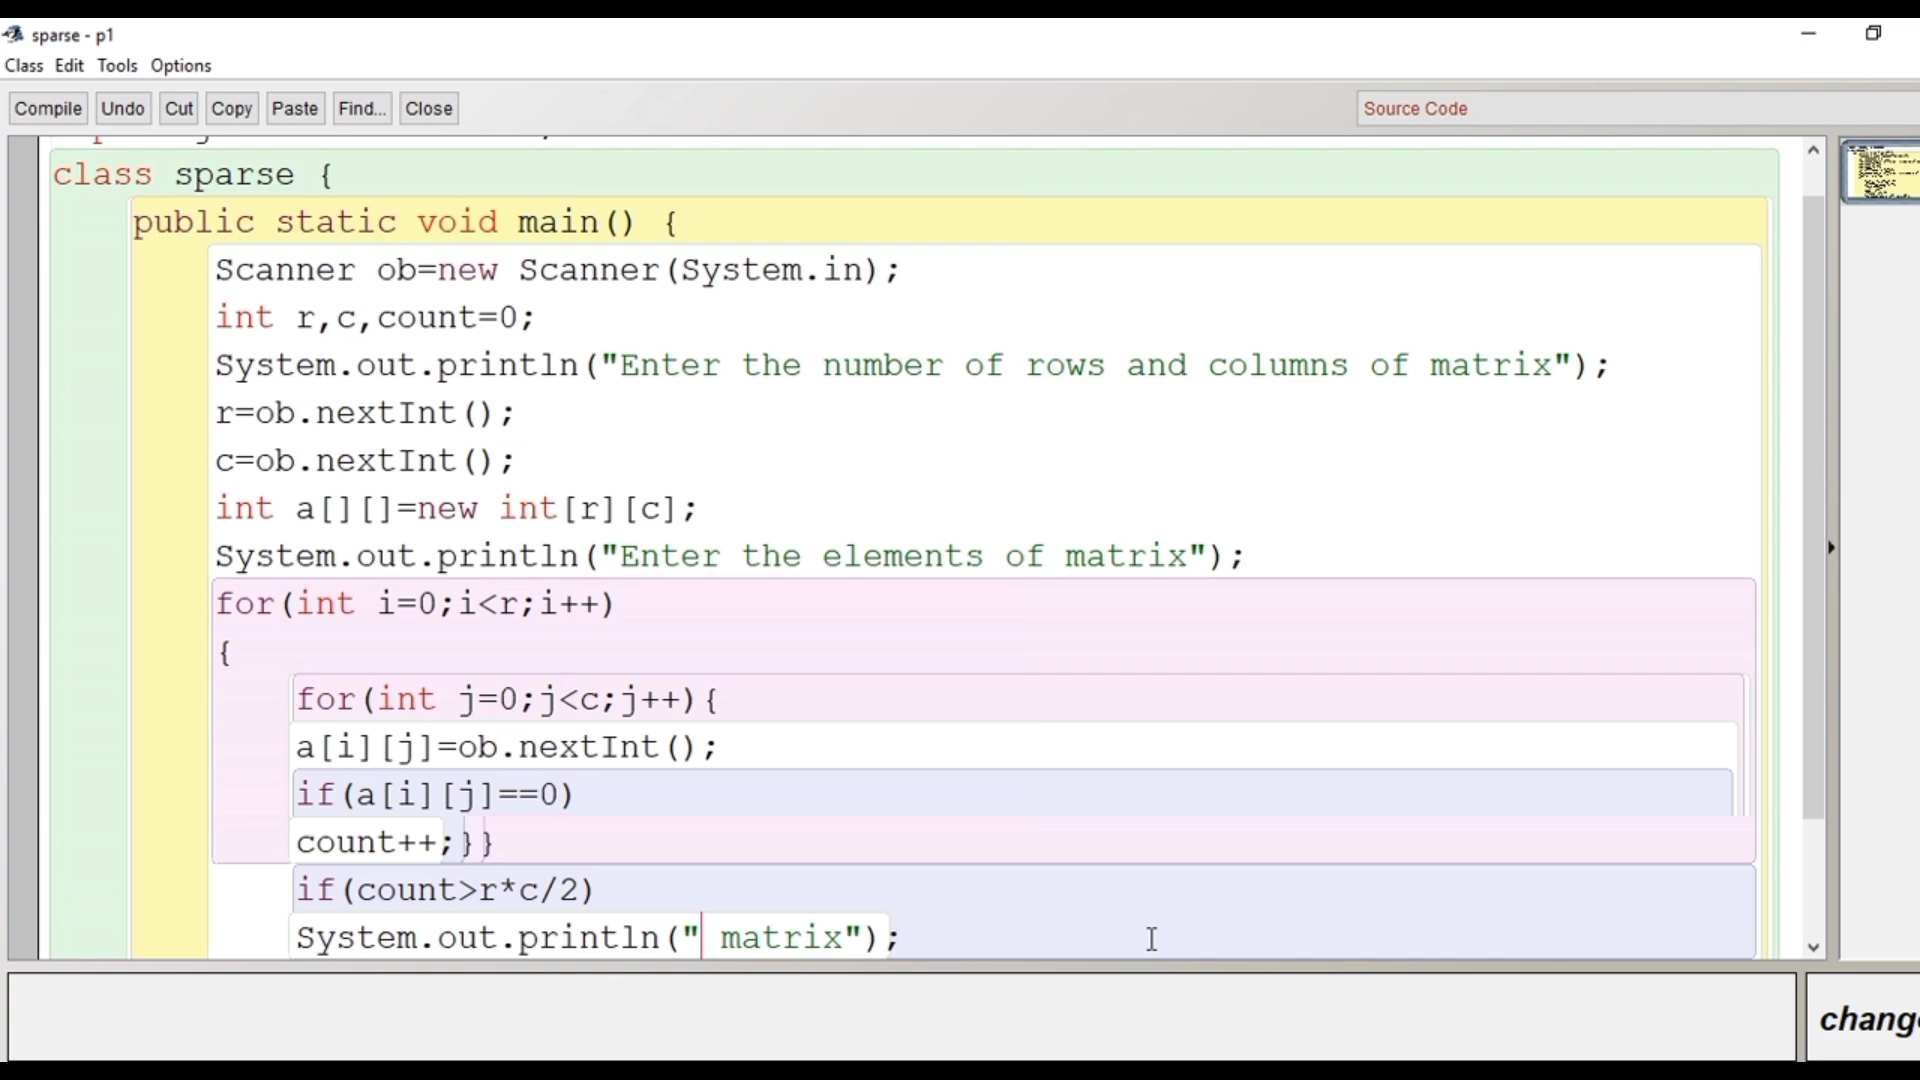 sparse - p1
Class Edit Tools Options
Compile Undo Cut Copy Paste Find... Close Source Code
class sparse {
public static void main() {
Scanner ob=new Scanner(System.in);
int r,c,count=0;
System.out.println("Enter the number of rows and columns of matrix");
r=ob.nextInt();
c=ob.nextInt();
int a[][]=new int[r][c];
System.out.println("Enter the elements of matrix");
for(int i=0;i<r;i++)
{
for(int j=0;j<c;j++){
a[i][j]=ob.nextInt();
if(a[i][j]==0)
count++;}}
if(count>r*c/2)
System.out.println(" matrix");